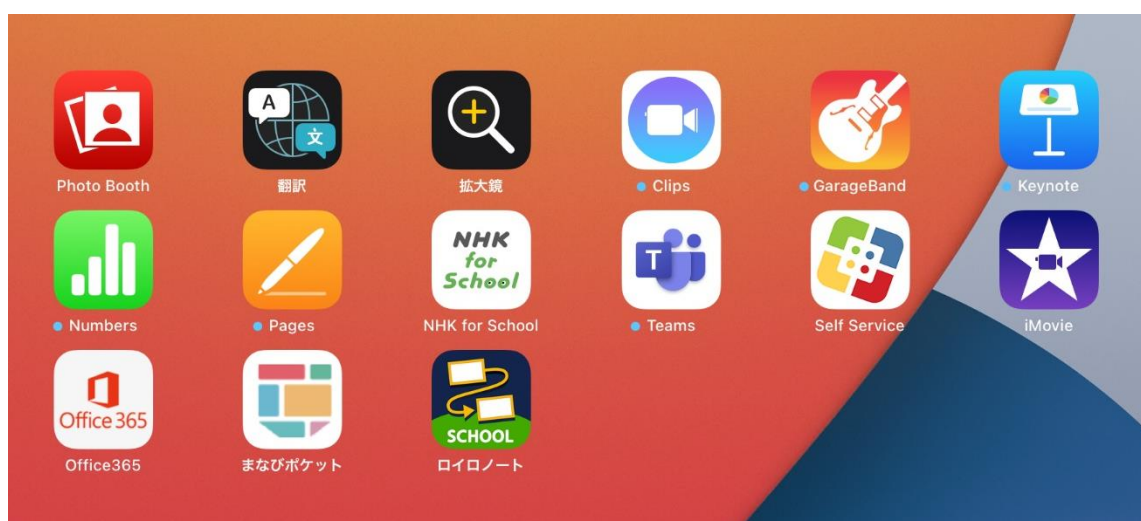 A
文
Photo Booth
翻訳
拡大鏡
Clips
GarageBand
Keynote
NHK
for
School
T
Numbers
Pages
NHK for School
Teams
Self Service
iMovie
Office 365
SCHOOL
Office365
まなびポケット
ロイロノート